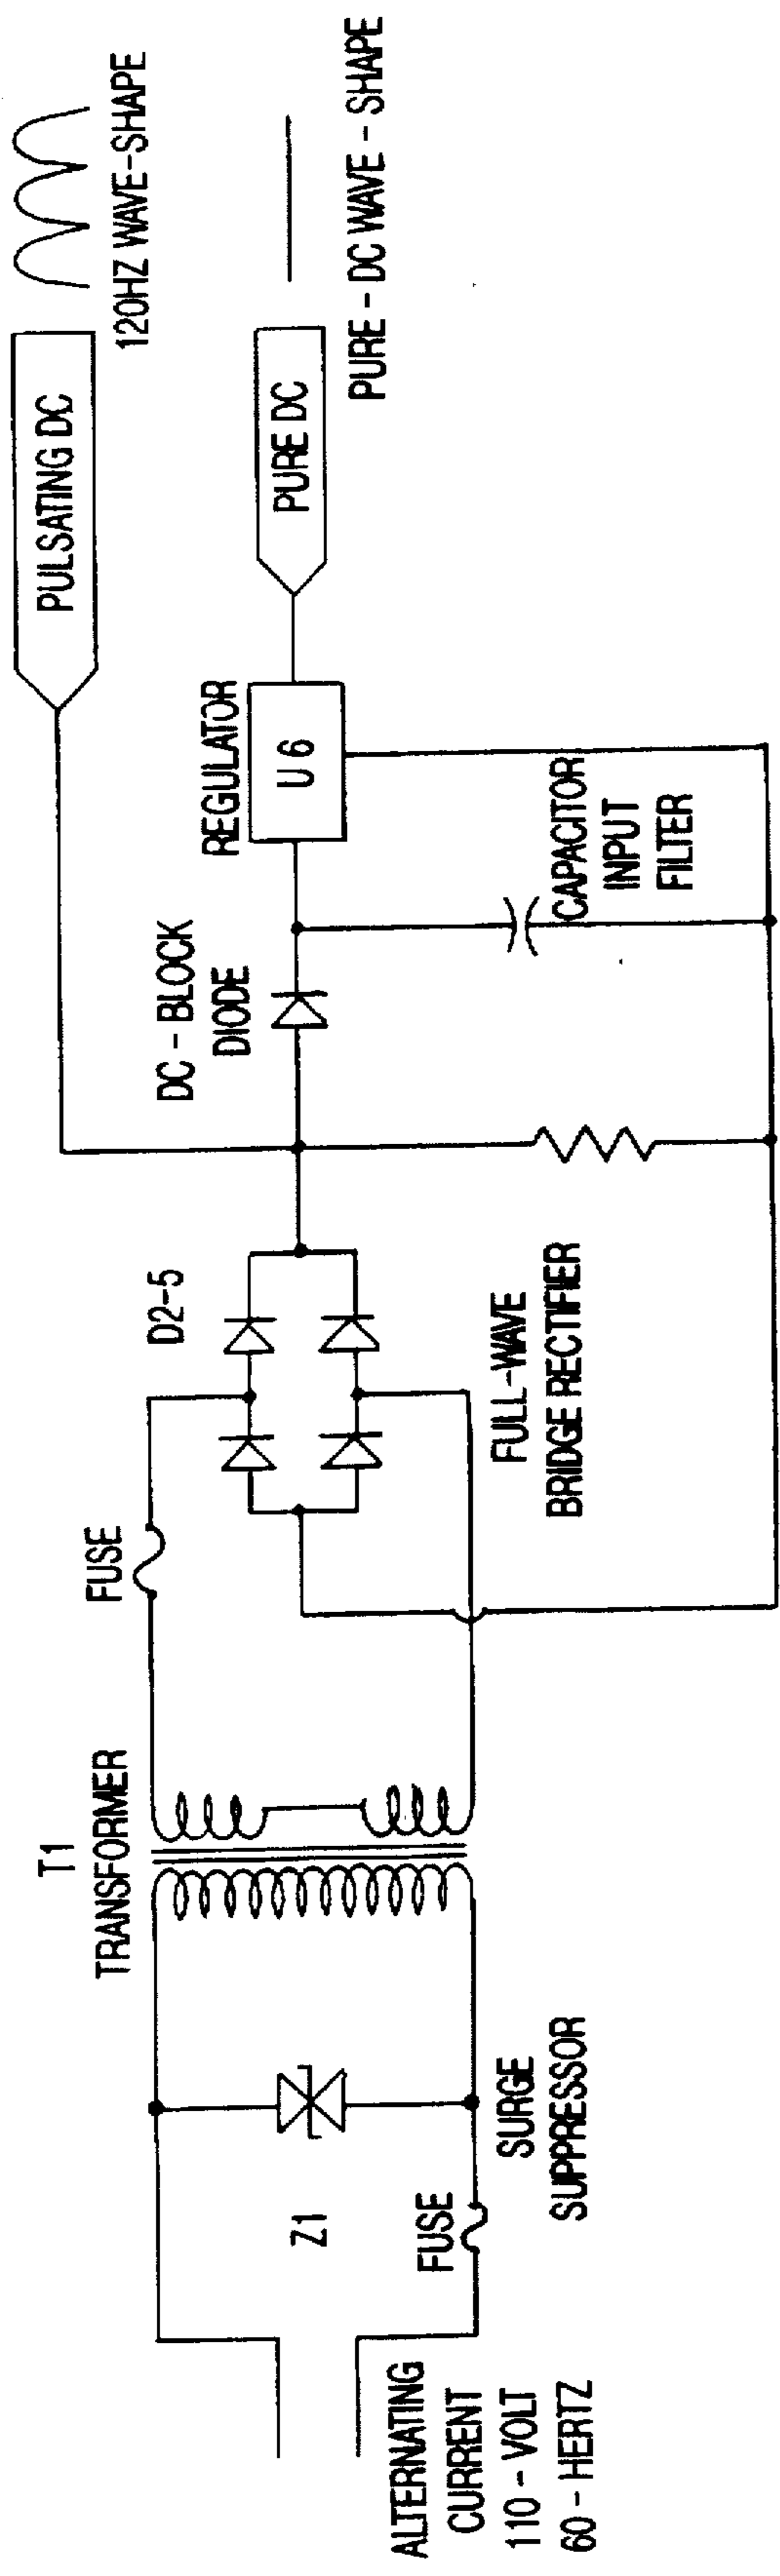 ALTERNATING
CURRENT
110 - VOLT
60 - HERTZ
Z1
FUSE
SURGE
SUPPRESSOR
T1
TRANSFORMER
FUSE
D2-5
FULL-WAVE
BRIDGE RECTIFIER
DC - BLOCK
DIODE
REGULATOR
U 6
CAPACITOR
INPUT
FILTER
PULSATING DC
120HZ WAVE-SHAPE
PURE DC
PURE - DC WAVE - SHAPE